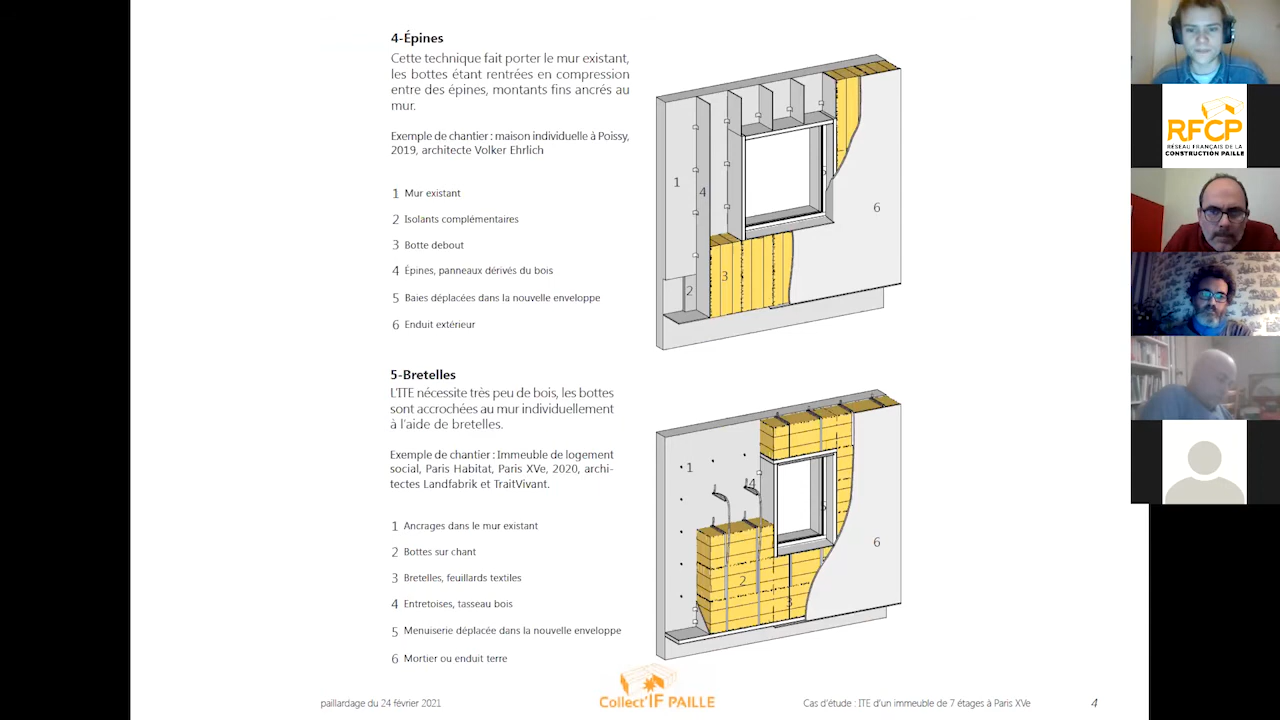 4-Épines
Cette technique fait porter le mur existant,
les bottes étant rentrées en compression
entre des épines, montants fins ancrés au
mur.
Exemple de chantier : maison individuelle à Poissy,
2019, architecte Volker Ehrlich
1 Mur existant
2 Isolants complémentaires
3 Botte debout
4 Épines, panneaux dérivés du bois
5 Baies déplacées dans la nouvelle enveloppe
6 Enduit extérieur
1
4
5
6
3
2
5-Bretelles
L'ITE nécessite très peu de bois, les bottes
sont accrochées au mur individuellement
à l'aide de bretelles.
Exemple de chantier : Immeuble de logement
social, Paris Habitat, Paris XVe, 2020, archi-
tectes Landfabrik et TraitVivant.
1 Ancrages dans le mur existant
2 Bottes sur chant
3 Bretelles, feuillards textiles
4 Entretoises, tasseau bois
5 Menuiserie déplacée dans la nouvelle enveloppe
6 Mortier ou enduit terre
1
4
5
6
2
3
paillardage du 24 février 2021
Collect'IF PAILLE
Cas d'étude : ITE d'un immeuble de 7 étages à Paris XVe
4
RFCP
RÉSEAU FRANÇAIS DE LA
CONSTRUCTION PAILLE